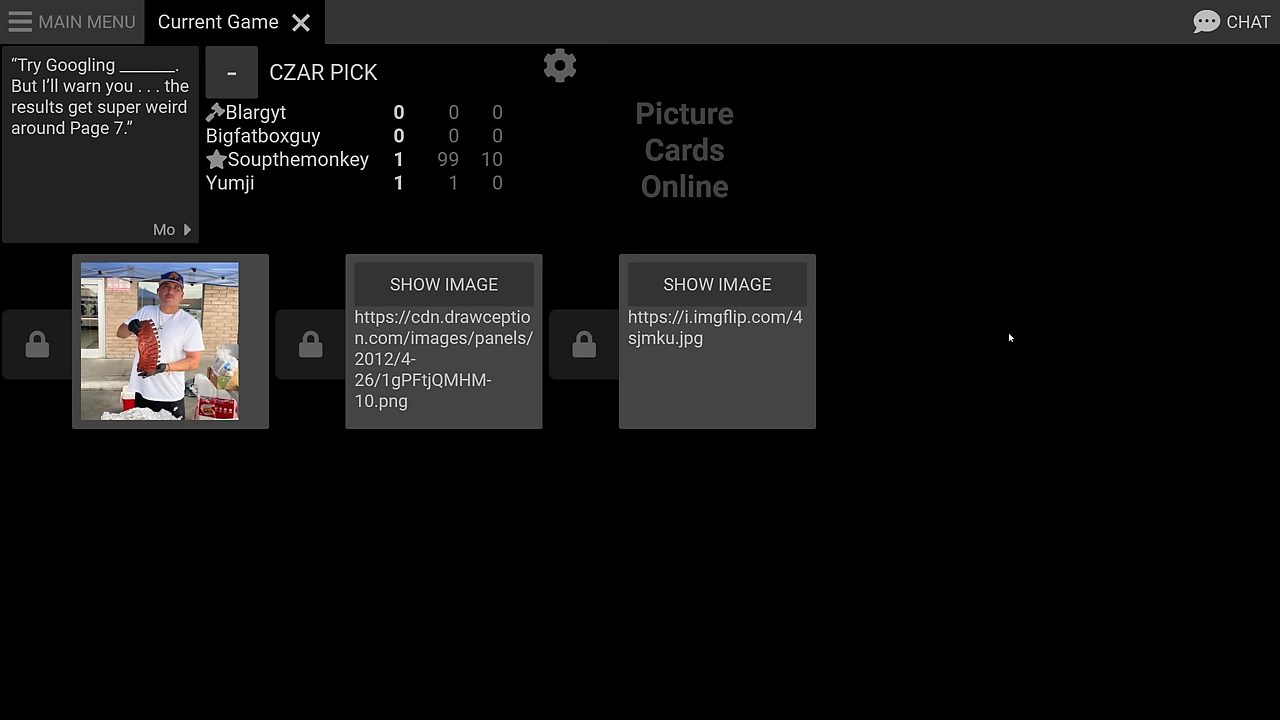 MAIN MENU
Current Game
CHAT
“Try Googling ______.
But I’ll warn you . . . the
results get super weird
around Page 7.”
Mo
-
CZAR PICK
Blargyt 0 0 0
Bigfatboxguy 0 0 0
Soupthemonkey 1 99 10
Yumji 1 1 0
Picture
Cards
Online
SHOW IMAGE
https://cdn.drawceptio
n.com/images/panels/
2012/4-
26/1gPFtjQMHM-
10.png
SHOW IMAGE
https://i.imgflip.com/4
sjmku.jpg